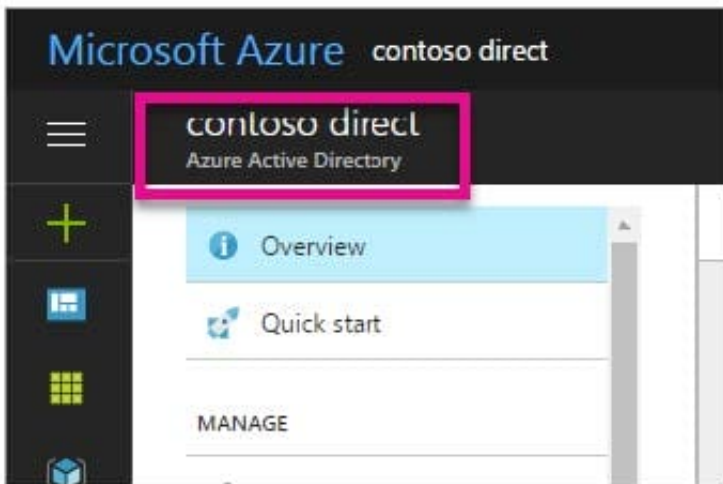 Microsoft Azure contoso direct
contoso direct
Azure Active Directory
Overview
Quick start
MANAGE